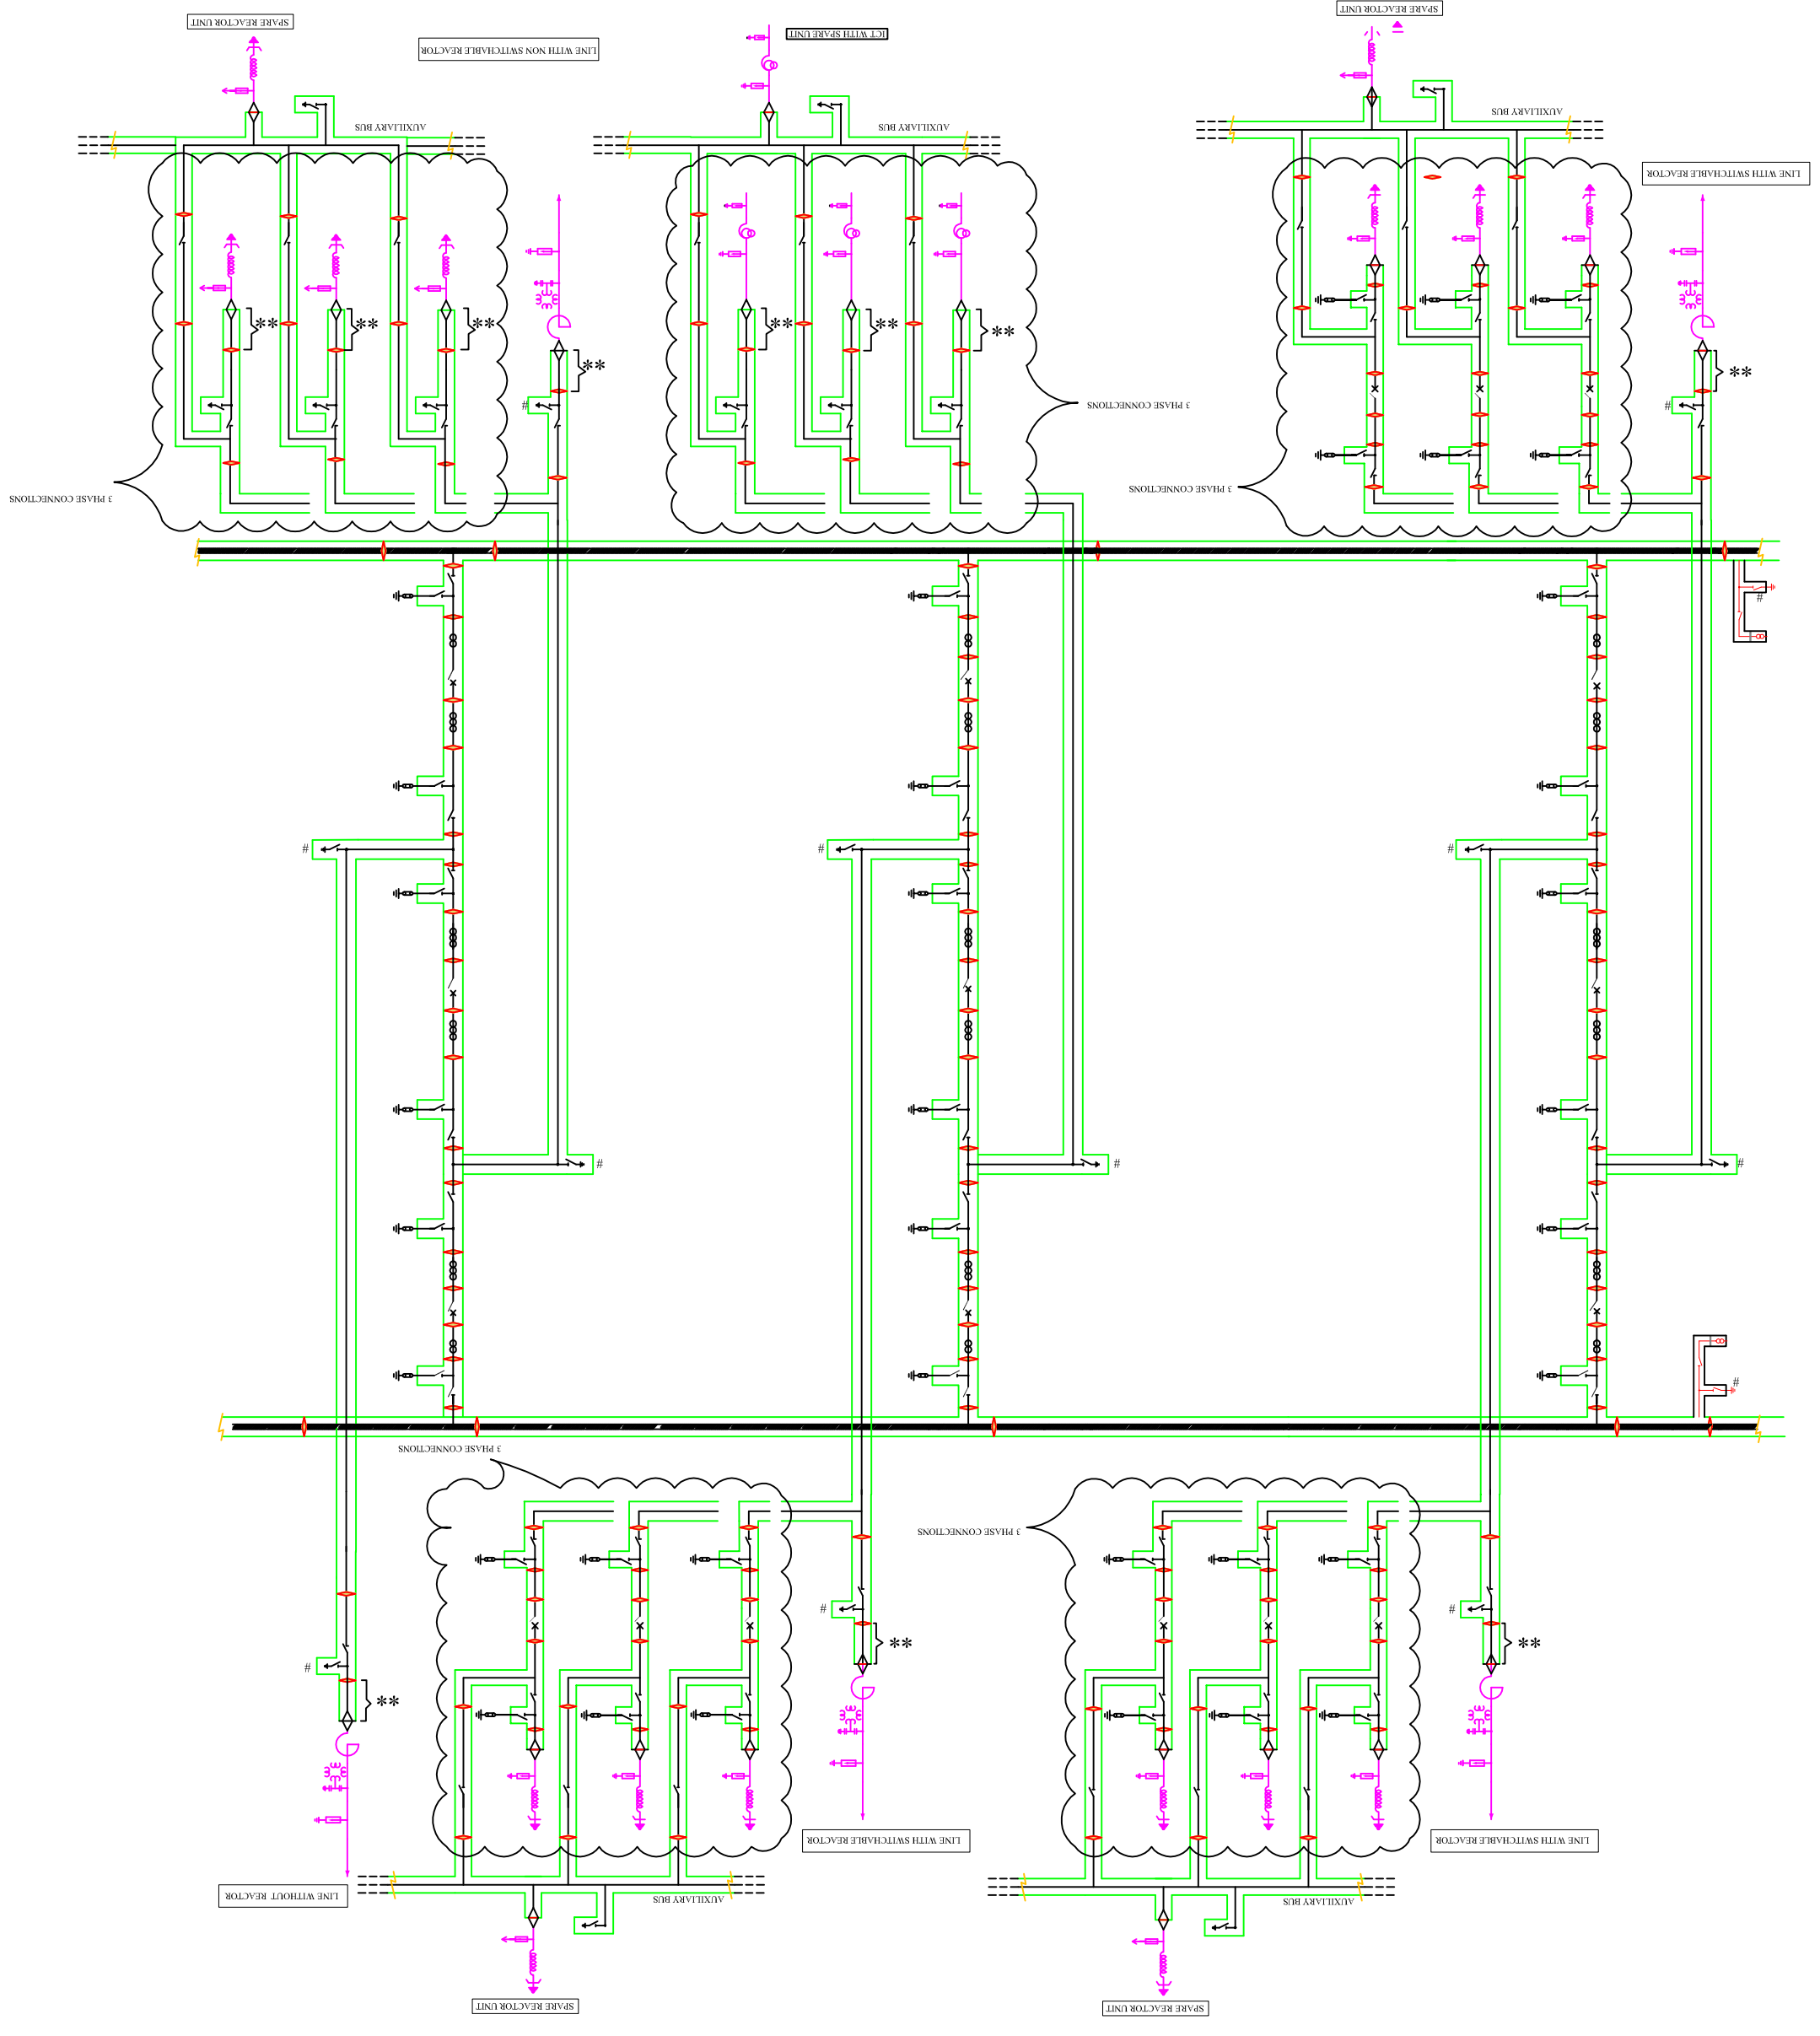 SPARE REACTOR UNIT
SPARE REACTOR UNIT
ICT WITH SPARE UNIT
LINE WITH NON SWITCHABLE
REACTOR
AUXILIARY BUS
AUXILIARY BUS
AUXILIARY BUS
LINE WITH SWITCHABLE REACTOR
**
**
**
**
**
**
**
**
#
#
3 PHASE CONNECTIONS
3 PHASE CONNECTIONS
3 PHASE CONNECTIONS
#
#
#
#
#
#
#
#
3 PHASE CONNECTIONS
3 PHASE CONNECTIONS
#
#
**
**
#
**
LINE WITH SWITCHABLE
REACTOR
LINE WITH SWITCHABLE
REACTOR
LINE WITHOUT REACTOR
AUXILIARY BUS
AUXILIARY BUS
SPARE REACTOR UNIT
SPARE REACTOR UNIT